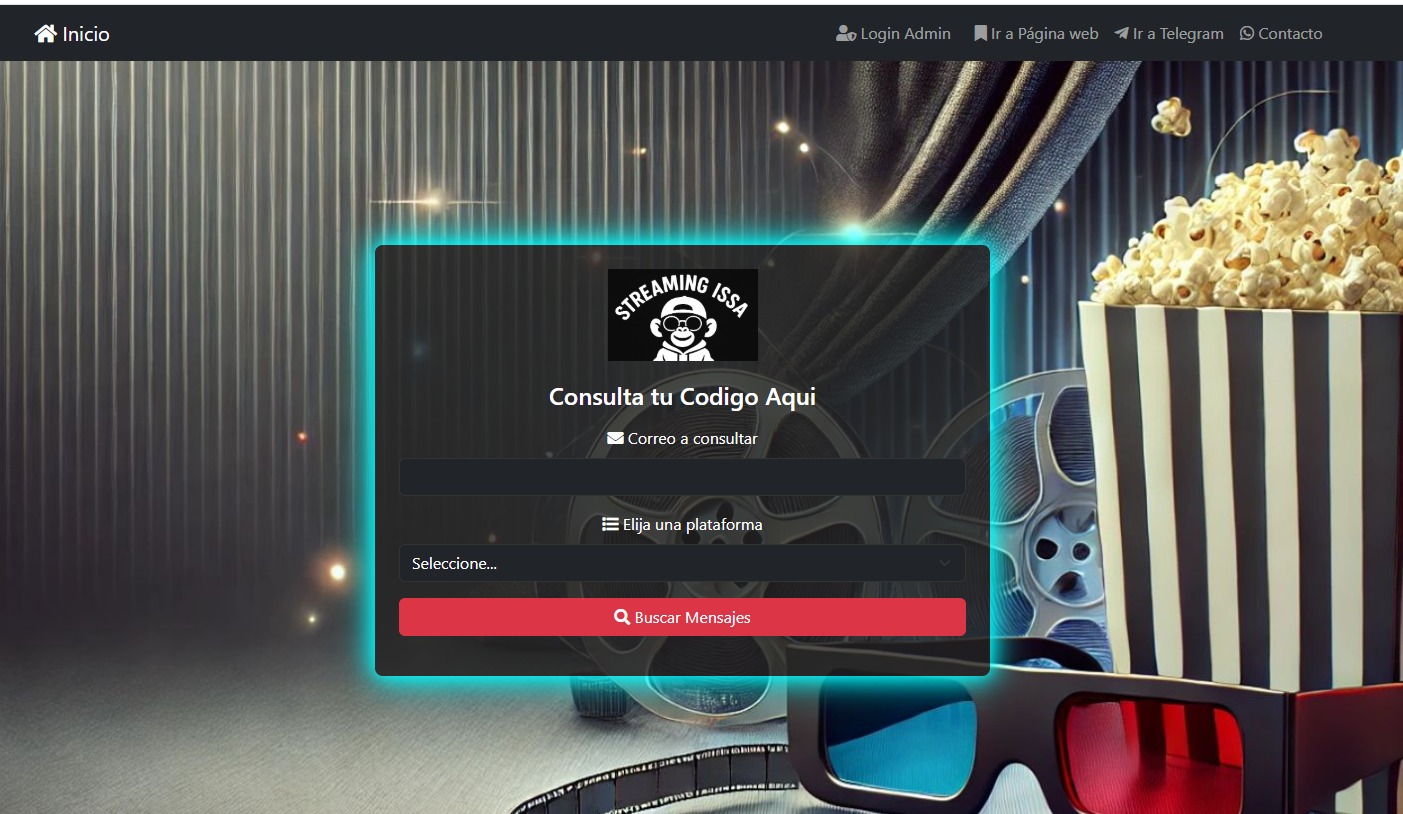 Inicio
Login Admin
Ir a Página web
Ir a Telegram
Contacto
STREAMING ISSA
Consulta tu Codigo Aqui
Correo a consultar
Elija una plataforma
Seleccione...
Buscar Mensajes